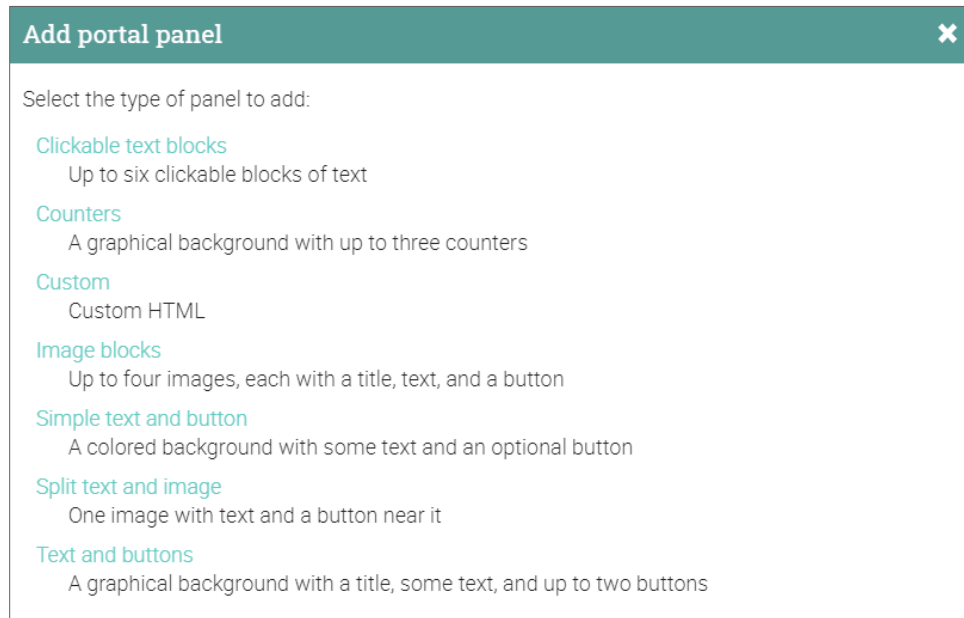 Add portal panel
Select the type of panel to add:
Clickable text blocks
Up to six clickable blocks of text
Counters
A graphical background with up to three counters
Custom
Custom HTML
Image blocks
Up to four images, each with a title, text, and a button
Simple text and button
A colored background with some text and an optional button
Split text and image
One image with text and a button near it
Text and buttons
A graphical background with a title, some text, and up to two buttons